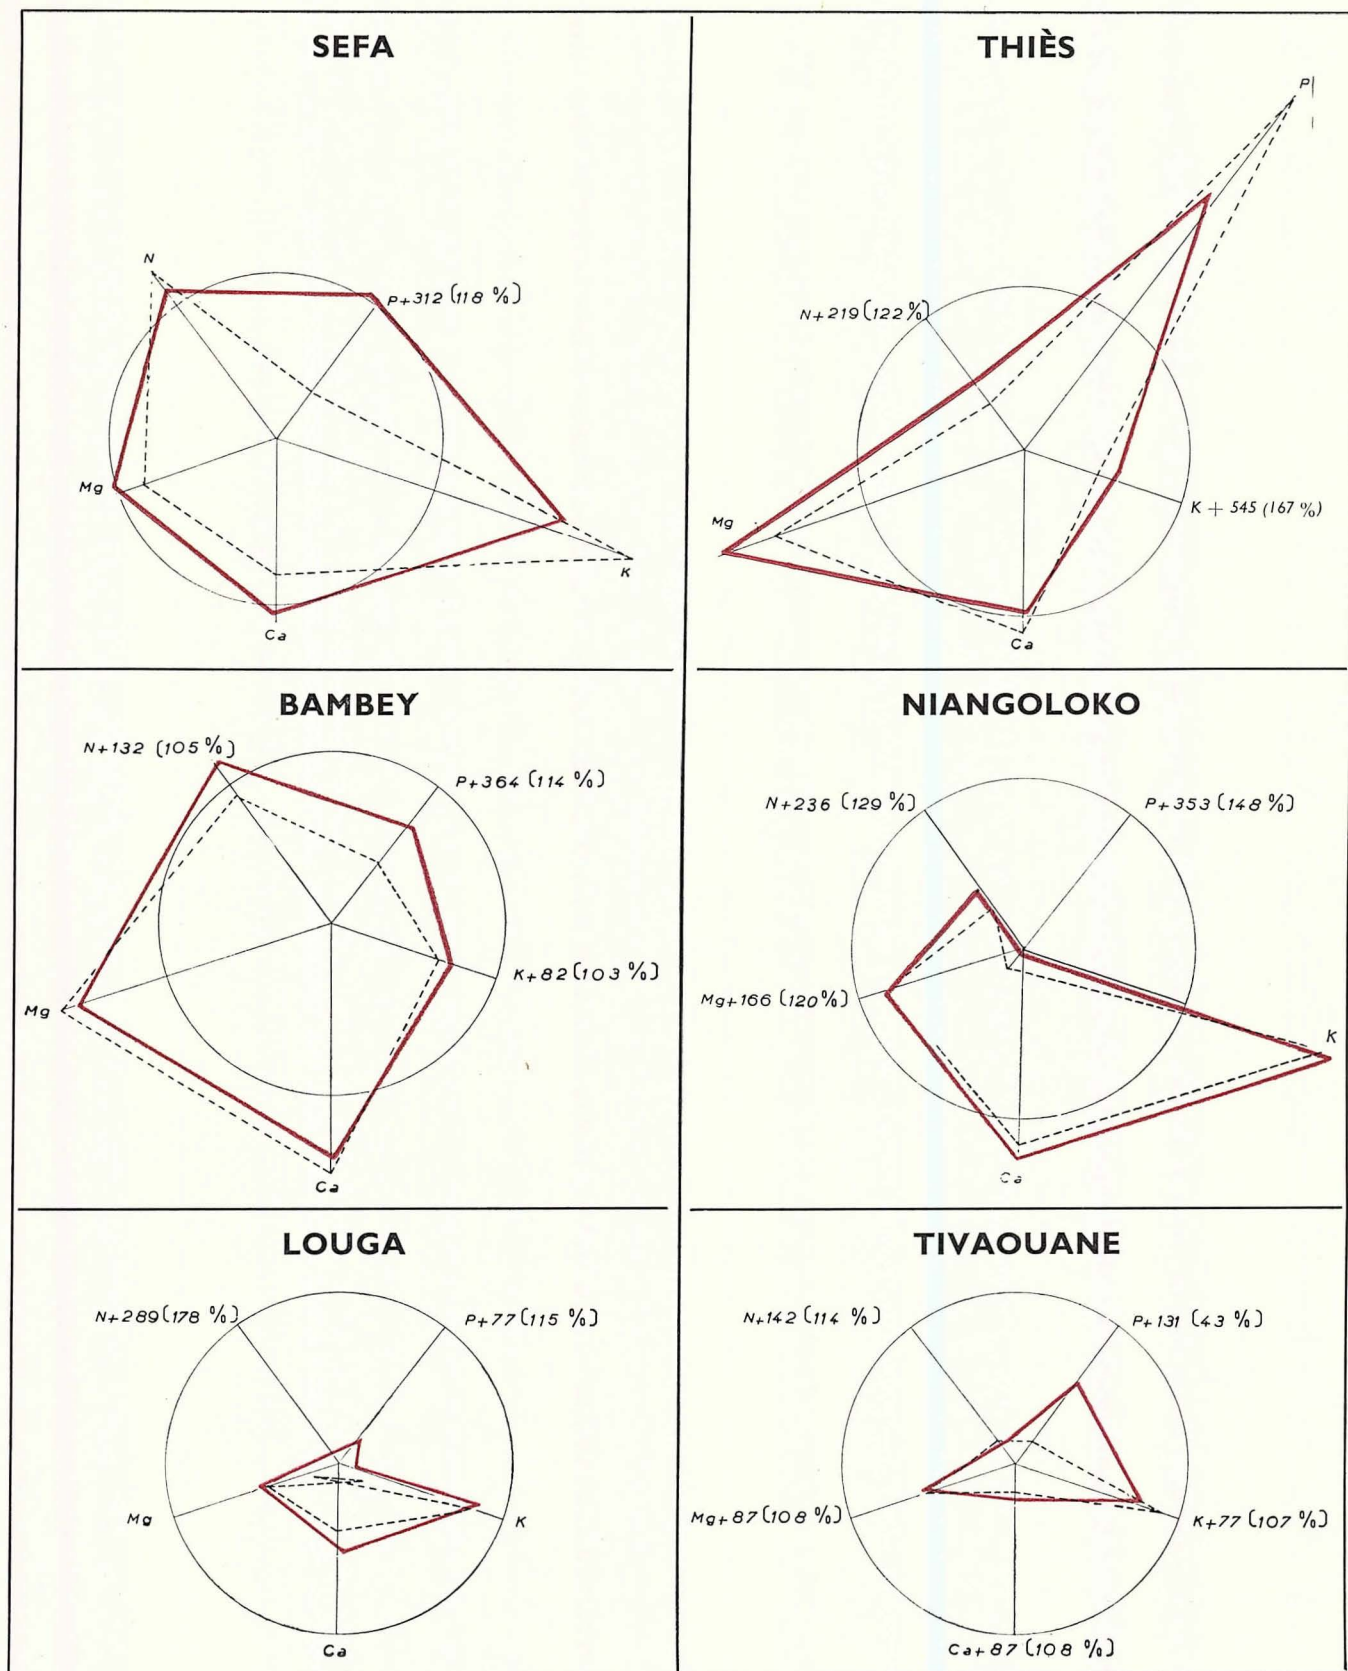 SEFA
N
P+312 (118 %)
Mg
K
Ca
THIÈS
P
N+219 (122 %)
Mg
K + 545 (167 %)
Ca
BAMBEY
N+132 (105 %)
P+364 (114 %)
K+82 (103 %)
Mg
Ca
NIANGOLOKO
N+236 (129 %)
P+353 (148 %)
Mg+166 (120%)
K
Ca
LOUGA
N+289 (178 %)
P+77 (115 %)
Mg
K
Ca
TIVAOUANE
N+142 (114 %)
P+131 (43 %)
Mg+87 (108 %)
K+77 (107 %)
Ca+87 (108 %)